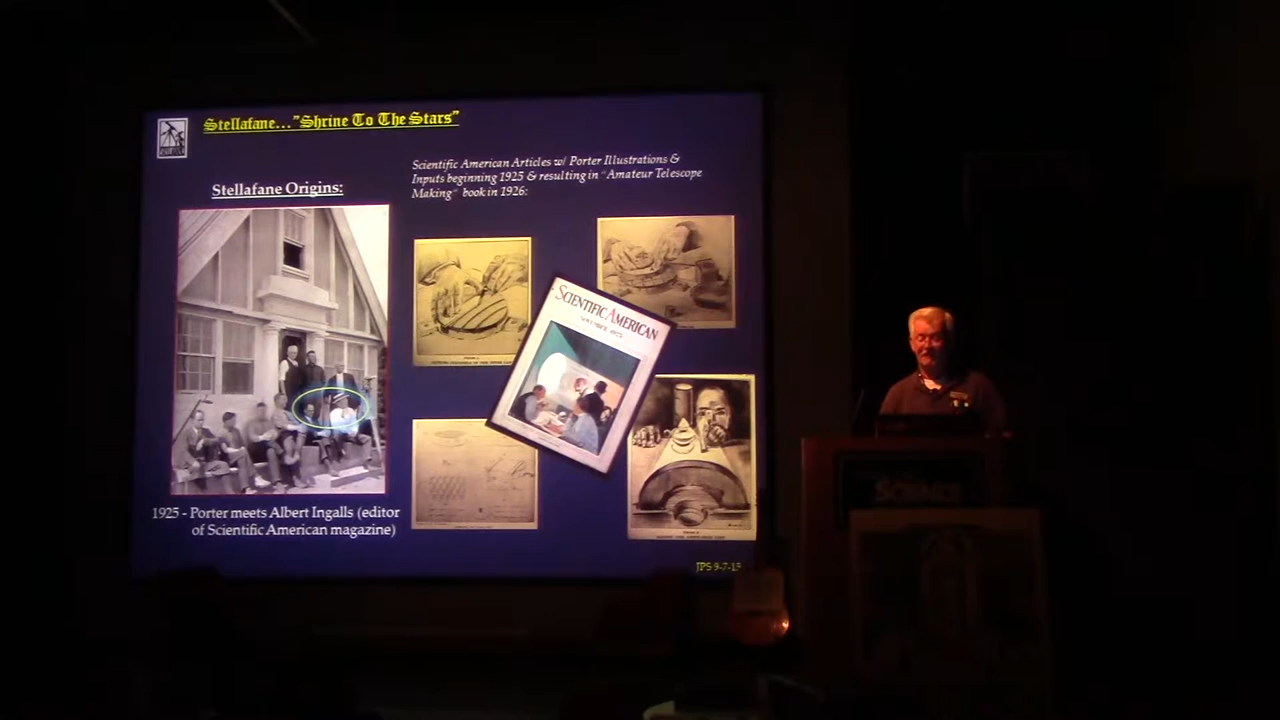 Stellafane..."Shrine To The Stars"
Scientific American Articles w/ Porter Illustrations &
Inputs beginning 1925 & resulting in "Amateur Telescope
Making" book in 1926:
Stellafane Origins:
SCIENTIFIC AMERICAN
1925 - Porter meets Albert Ingalls (editor
of Scientific American magazine)
JPS 9-7-15
SCIENCE